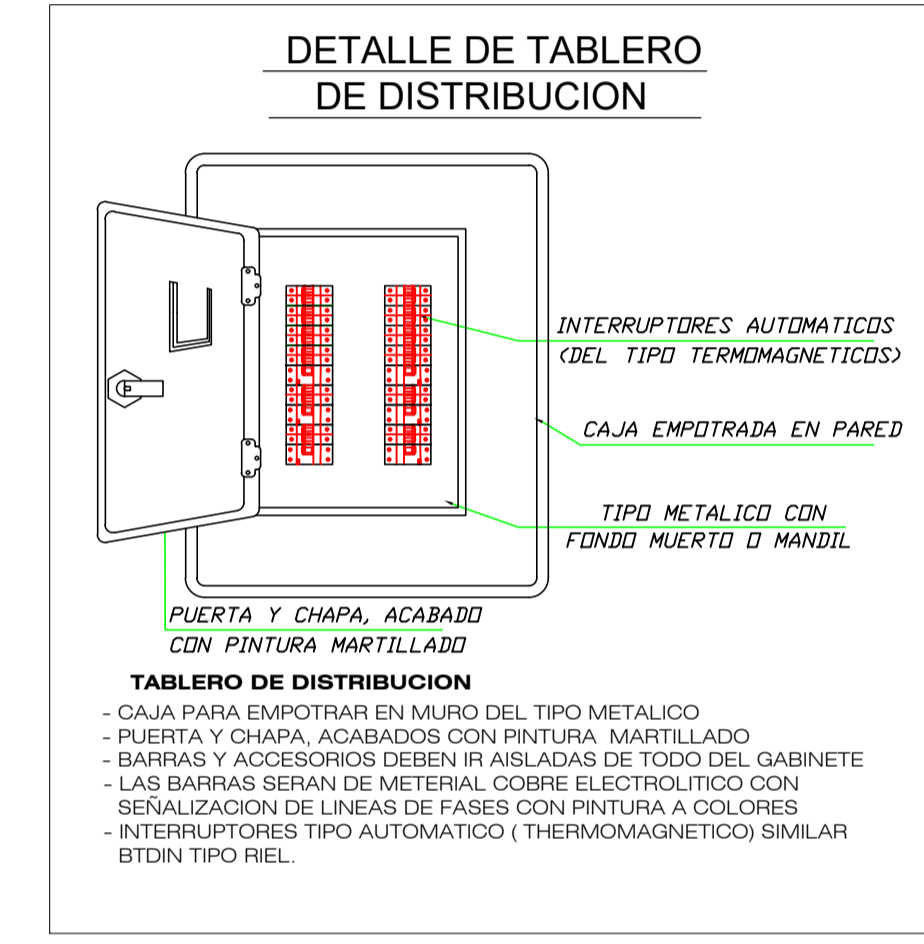 DETALLE DE TABLERO
DE DISTRIBUCION
INTERRUPTORES AUTOMATICOS
(DEL TIPO TERMOMAGNETICOS)
CAJA EMPOTRADA EN PARED
TIPO METALICO CON
FONDO MUERTO O MANDIL
PUERTA Y CHAPA, ACABADO
CON PINTURA MARTILLADO
TABLERO DE DISTRIBUCION
- CAJA PARA EMPOTRAR EN MURO DEL TIPO METALICO
- PUERTA Y CHAPA, ACABADOS CON PINTURA MARTILLADO
- BARRAS Y ACCESORIOS DEBEN IR AISLADAS DE TODO DEL GABINETE
- LAS BARRAS SERAN DE METERIAL COBRE ELECTROLITICO CON
SEÑALIZACION DE LINEAS DE FASES CON PINTURA A COLORES
- INTERRUPTORES TIPO AUTOMATICO ( THERMOMAGNETICO) SIMILAR
BTDIN TIPO RIEL.